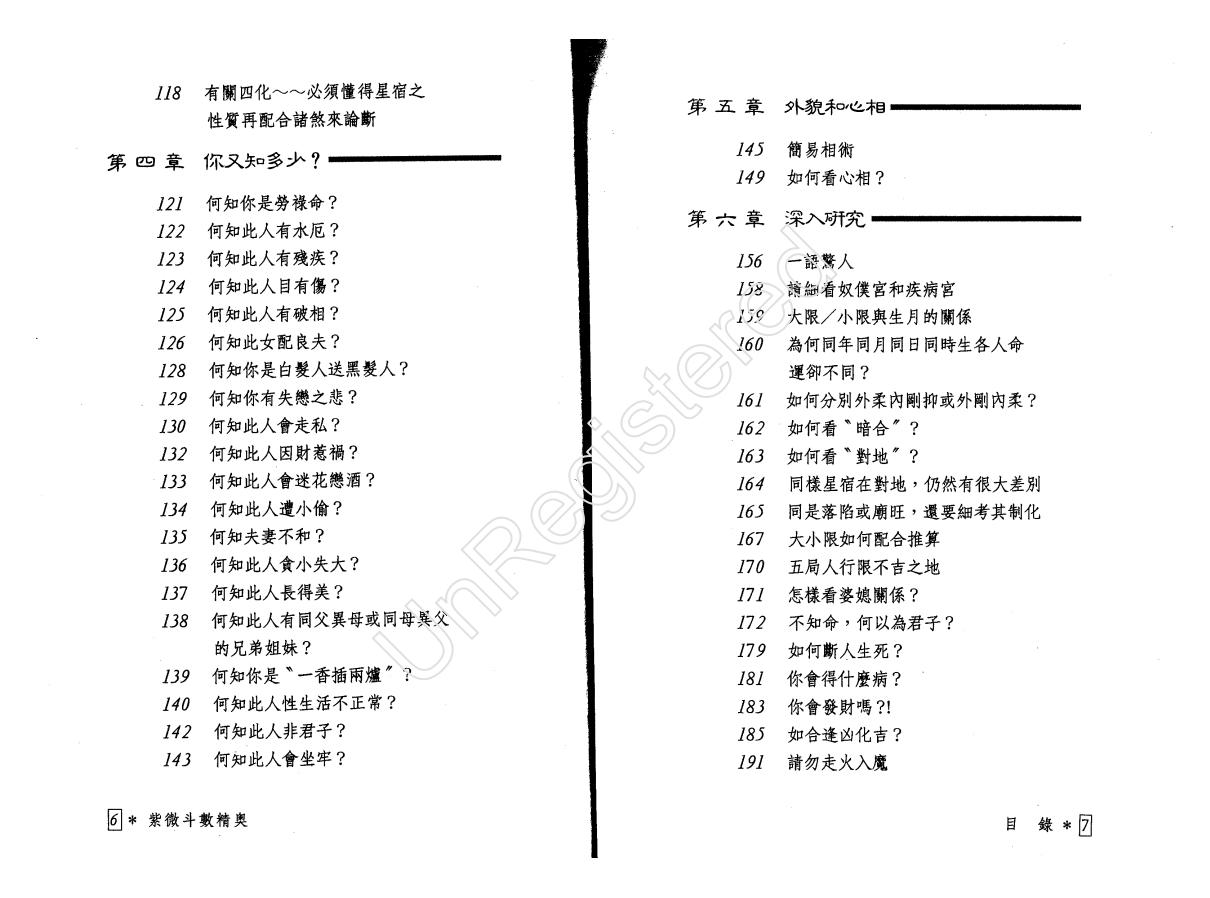 118 有關四化～～必須懂得星宿之
性質再配合諸煞來論斷
第四章 你又知多少？
121 何知你是勞祿命？
122 何知此人有水厄？
123 何知此人有殘疾？
124 何知此人目有傷？
125 何知此人有破相？
126 何知此女配良夫？
128 何知你是白髮人送黑髮人？
129 何知你有失戀之悲？
130 何知此人會走私？
132 何知此人因財惹禍？
133 何知此人會迷花戀酒？
134 何知此人遭小偷？
135 何知夫妻不和？
136 何知此人貪小失大？
137 何知此人長得美？
138 何知此人有同父異母或同母異父
的兄弟姐妹？
139 何知你是〝一香插兩爐〞？
140 何知此人性生活不正常？
142 何知此人非君子？
143 何知此人會坐牢？
6 * 紫微斗數精奧
第五章 外貌和心相
145 簡易相術
149 如何看心相？
第六章 深入研究
156 一語驚人
158 請細看奴僕宮和疾病宮
159 大限／小限與生月的關係
160 為何同年同月同日同時生各人命
運卻不同？
161 如何分別外柔內剛抑或外剛內柔？
162 如何看〝暗合〞？
163 如何看〝對地〞？
164 同樣星宿在對地，仍然有很大差別
165 同是落陷或廟旺，還要細考其制化
167 大小限如何配合推算
170 五局人行限不吉之地
171 怎樣看婆媳關係？
172 不知命，何以為君子？
179 如何斷人生死？
181 你會得什麼病？
183 你會發財嗎？!
185 如合逢凶化吉？
191 請勿走火入魔
目 錄 * 7
UnRegistered